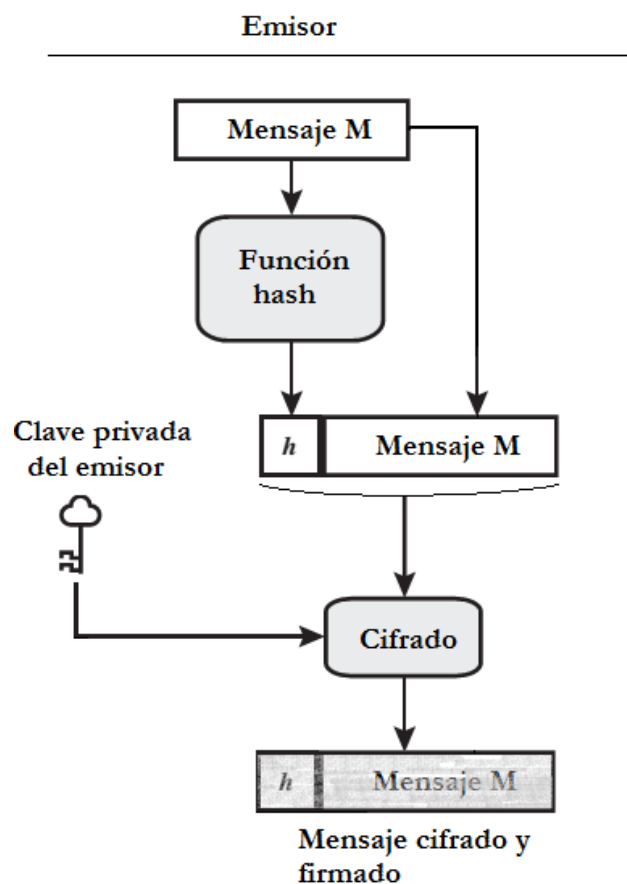 Emisor
Mensaje M
Función
hash
Clave privada
del emisor
h
Mensaje M
Cifrado
h
Mensaje M
Mensaje cifrado y
firmado